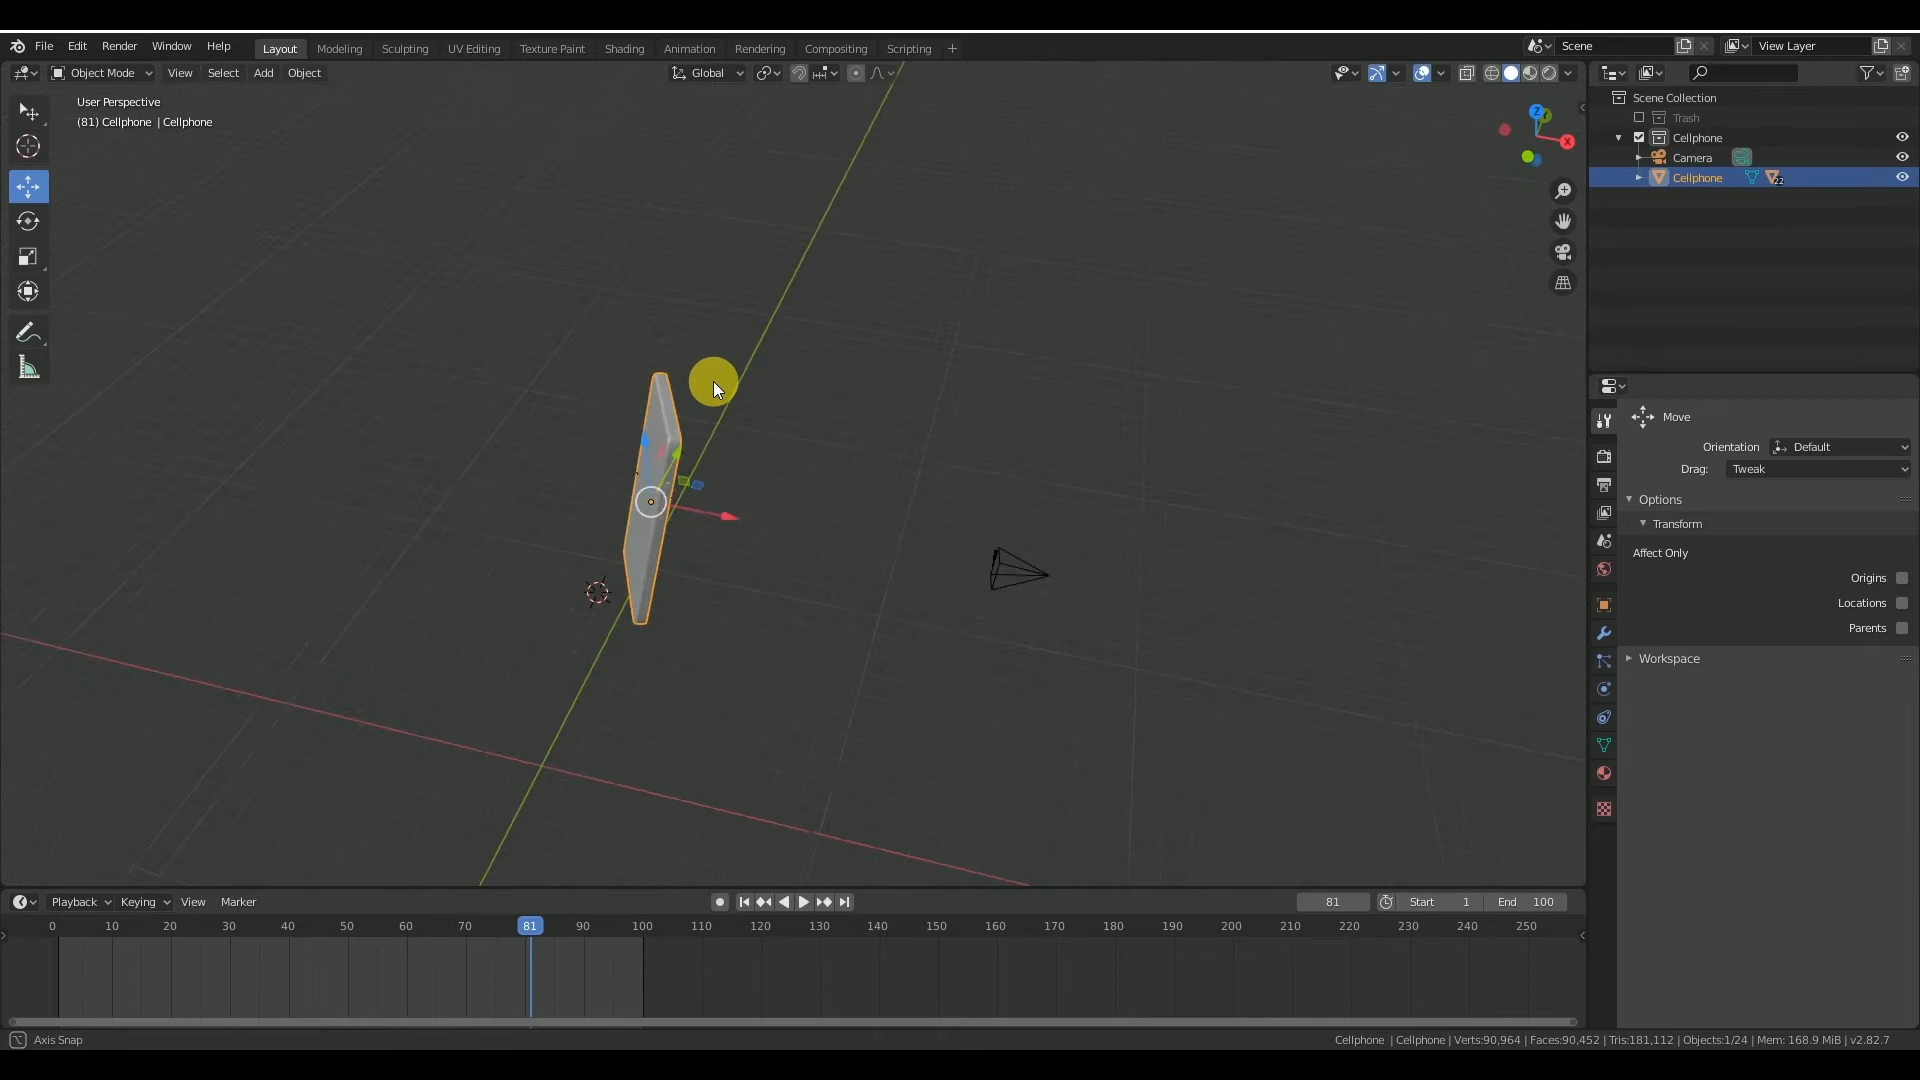 File Edit Render Window Help Layout Modeling Sculpting UV Editing Texture Paint Shading Animation Rendering Compositing Scripting + Scene View Layer
Object Mode View Select Add Object Global
User Perspective
(81) Cellphone | Cellphone
Z
X
Scene Collection
Trash
Cellphone
Camera
Cellphone 22
Move
Orientation Default
Drag: Tweak
Options
Transform
Affect Only
Origins
Locations
Parents
Workspace
Playback Keying View Marker 81 Start 1 End 100
0 10 20 30 40 50 60 70 81 90 100 110 120 130 140 150 160 170 180 190 200 210 220 230 240 250
Axis Snap Cellphone | Cellphone | Verts:90,964 | Faces:90,452 | Tris:181,112 | Objects:1/24 | Mem: 168.9 MiB | v2.82.7